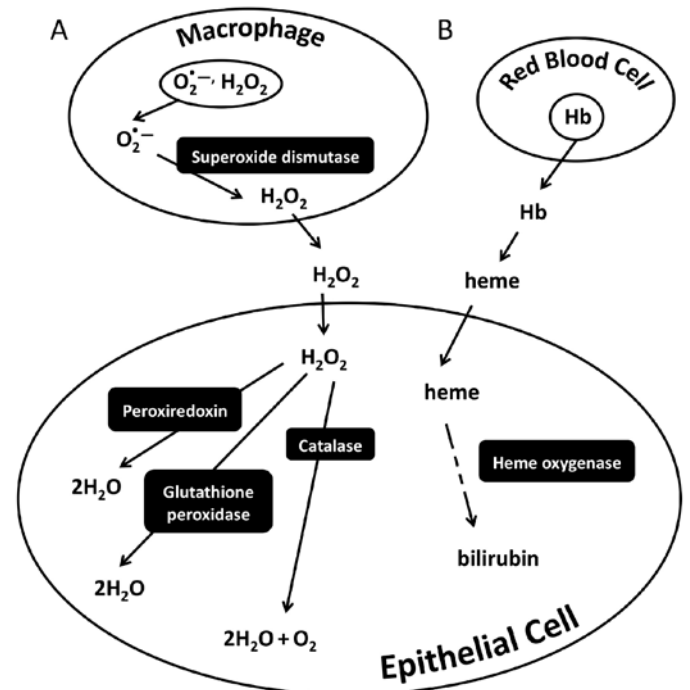 A
Macrophage
O₂•−, H₂O₂
O₂•−
Superoxide dismutase
H₂O₂
H₂O₂
B
Red Blood Cell
Hb
Hb
heme
H₂O₂
Peroxiredoxin
2H₂O
Glutathione
peroxidase
2H₂O
Catalase
2H₂O + O₂
heme
Heme oxygenase
bilirubin
Epithelial Cell